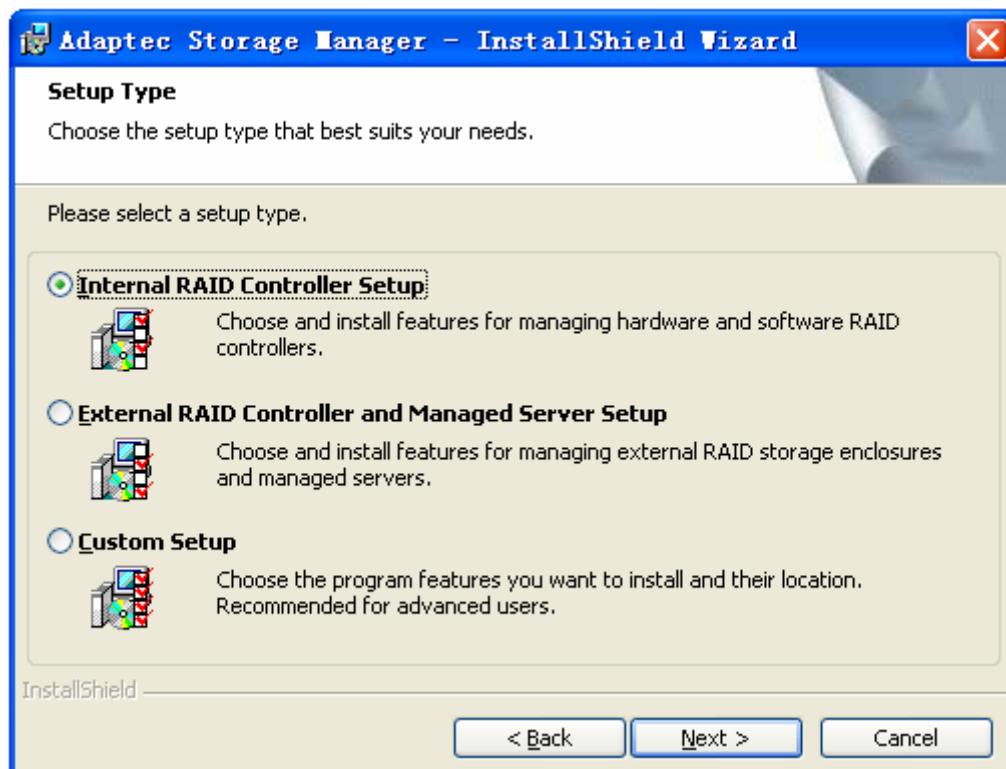 Adaptec Storage Manager - InstallShield Wizard
Setup Type
Choose the setup type that best suits your needs.
Please select a setup type.
Internal RAID Controller Setup
Choose and install features for managing hardware and software RAID
controllers.
External RAID Controller and Managed Server Setup
Choose and install features for managing external RAID storage enclosures
and managed servers.
Custom Setup
Choose the program features you want to install and their location.
Recommended for advanced users.
InstallShield
< Back Next > Cancel